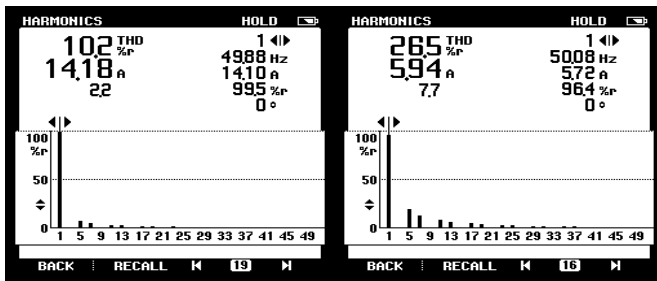 HARMONICS HOLD
10.2 THD %r 1
14.18 A 49.88 Hz
14.10 A
2.2 99.5 %r
0 °
100
%r
50
0
1 5 9 13 17 21 25 29 33 37 41 45 49
BACK RECALL 19
HARMONICS HOLD
26.5 THD %r 1
5.94 A 50.08 Hz
5.72 A
7.7 96.4 %r
0 °
100
%r
50
0
1 5 9 13 17 21 25 29 33 37 41 45 49
BACK RECALL 16